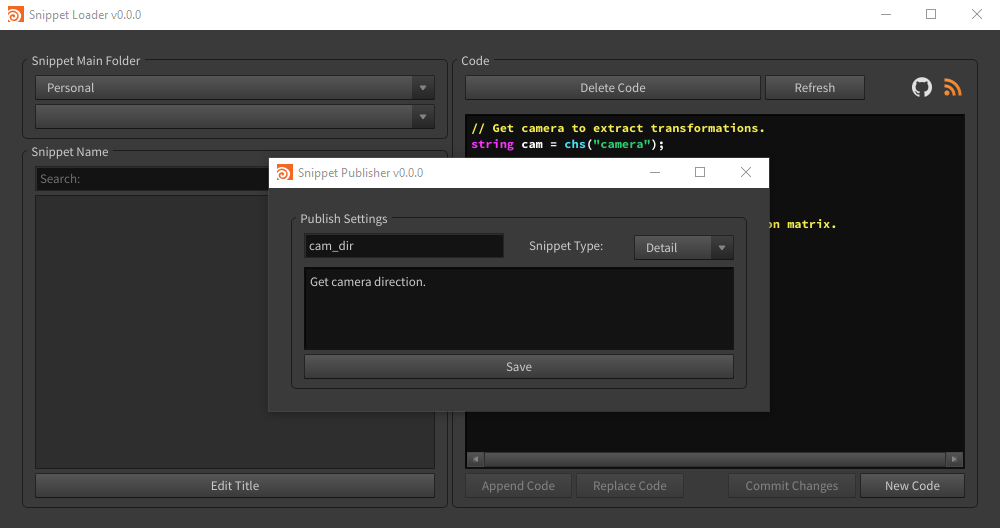 Snippet Loader v0.0.0
Snippet Main Folder
Personal
Snippet Name
Search:
Edit Title
Code
Delete Code
Refresh
// Get camera to extract transformations.
string cam = chs("camera");
on matrix.
Append Code
Replace Code
Commit Changes
New Code
Snippet Publisher v0.0.0
Publish Settings
cam_dir
Snippet Type:
Detail
Get camera direction.
Save